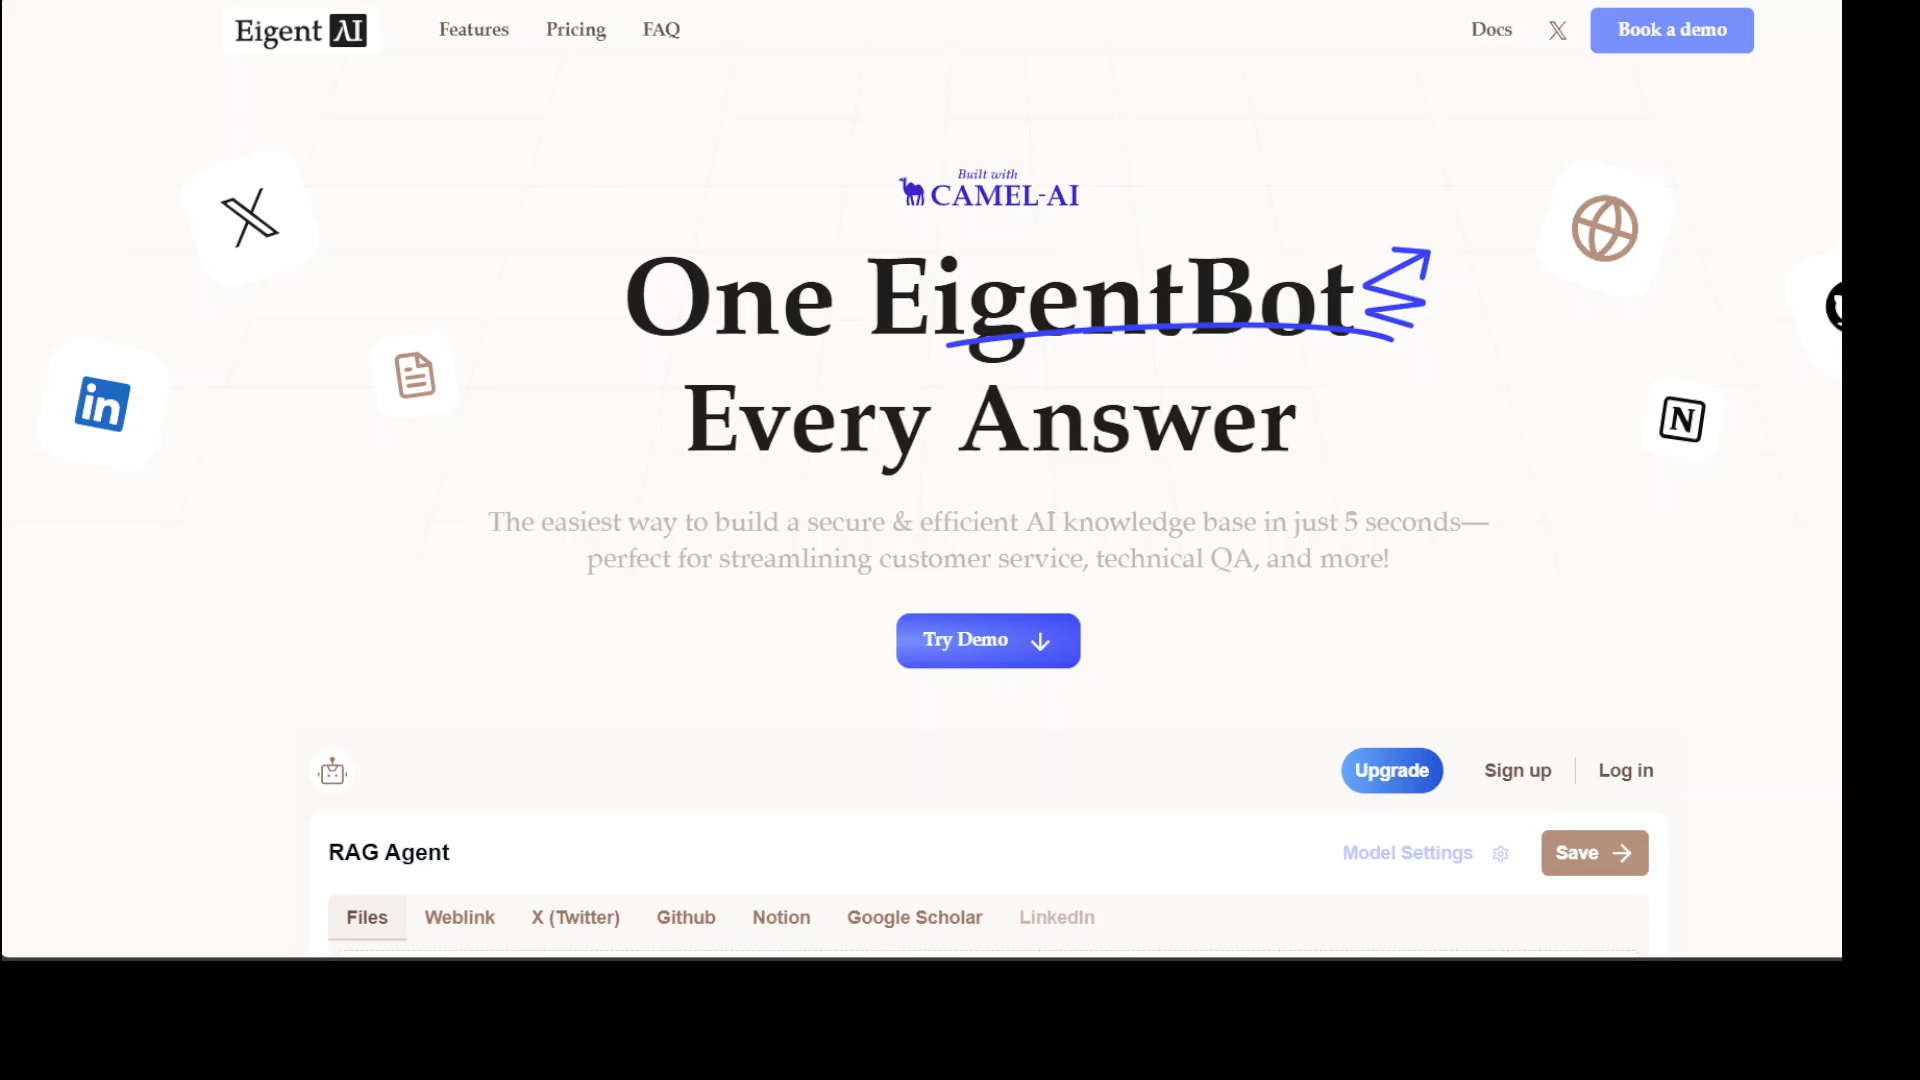 Eigent AI
Features Pricing FAQ
Docs
Book a demo
Built with
CAMEL-AI
One EigentBot
Every Answer
The easiest way to build a secure & efficient AI knowledge base in just 5 seconds—
perfect for streamlining customer service, technical QA, and more!
Try Demo
Upgrade
Sign up
Log in
RAG Agent
Model Settings
Save
Files Weblink X (Twitter) Github Notion Google Scholar LinkedIn